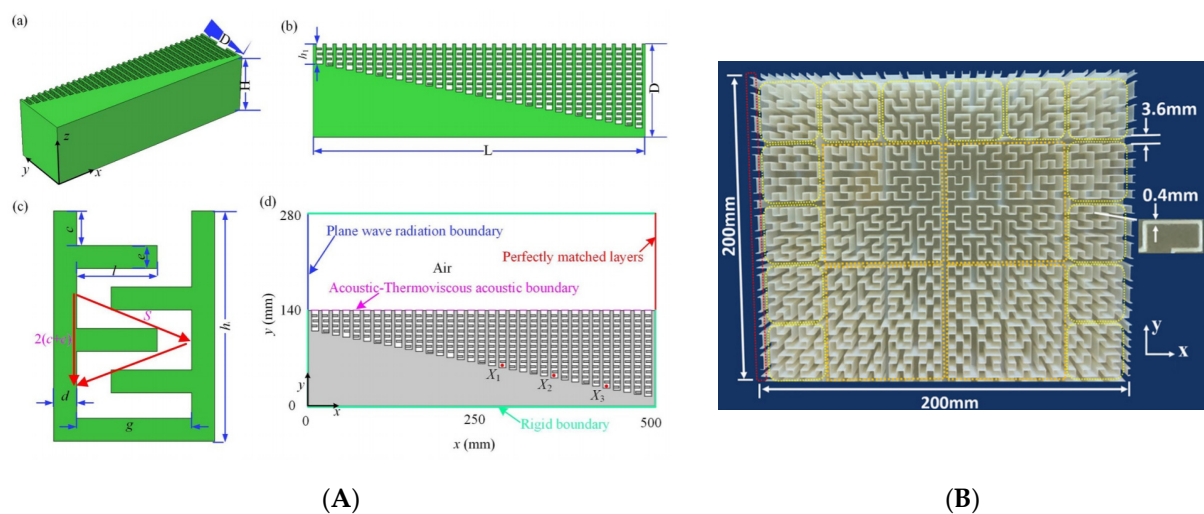 (a)
D
H
z
y
x
(b)
h₁
D
L
(c)
c
e
l
S
2(c+e)
h
d
g
(d)
280
Plane wave radiation boundary
Perfectly matched layers
Air
Acoustic-Thermoviscous acoustic boundary
y (mm)
140
X₁
X₂
X₃
y
x
0
Rigid boundary
0
250
500
x (mm)
(A)
3.6mm
0.4mm
200mm
y
x
200mm
(B)